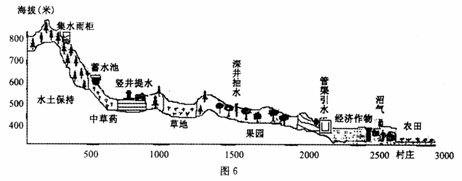 海拔(米)
集水雨柜
800
700
600
500
400
蓄水池
竖井提水
深井抽水
管渠引水
沼气
水土保持
中草药
草地
果园
经济作物
农田
村庄
500
1000
1500
2000
2500
3000
图6